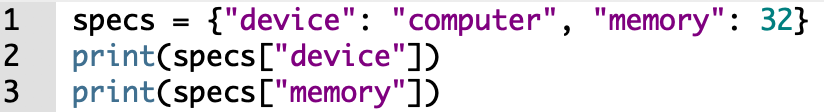 1 specs = {"device": "computer", "memory": 32}
2 print(specs["device"])
3 print(specs["memory"])